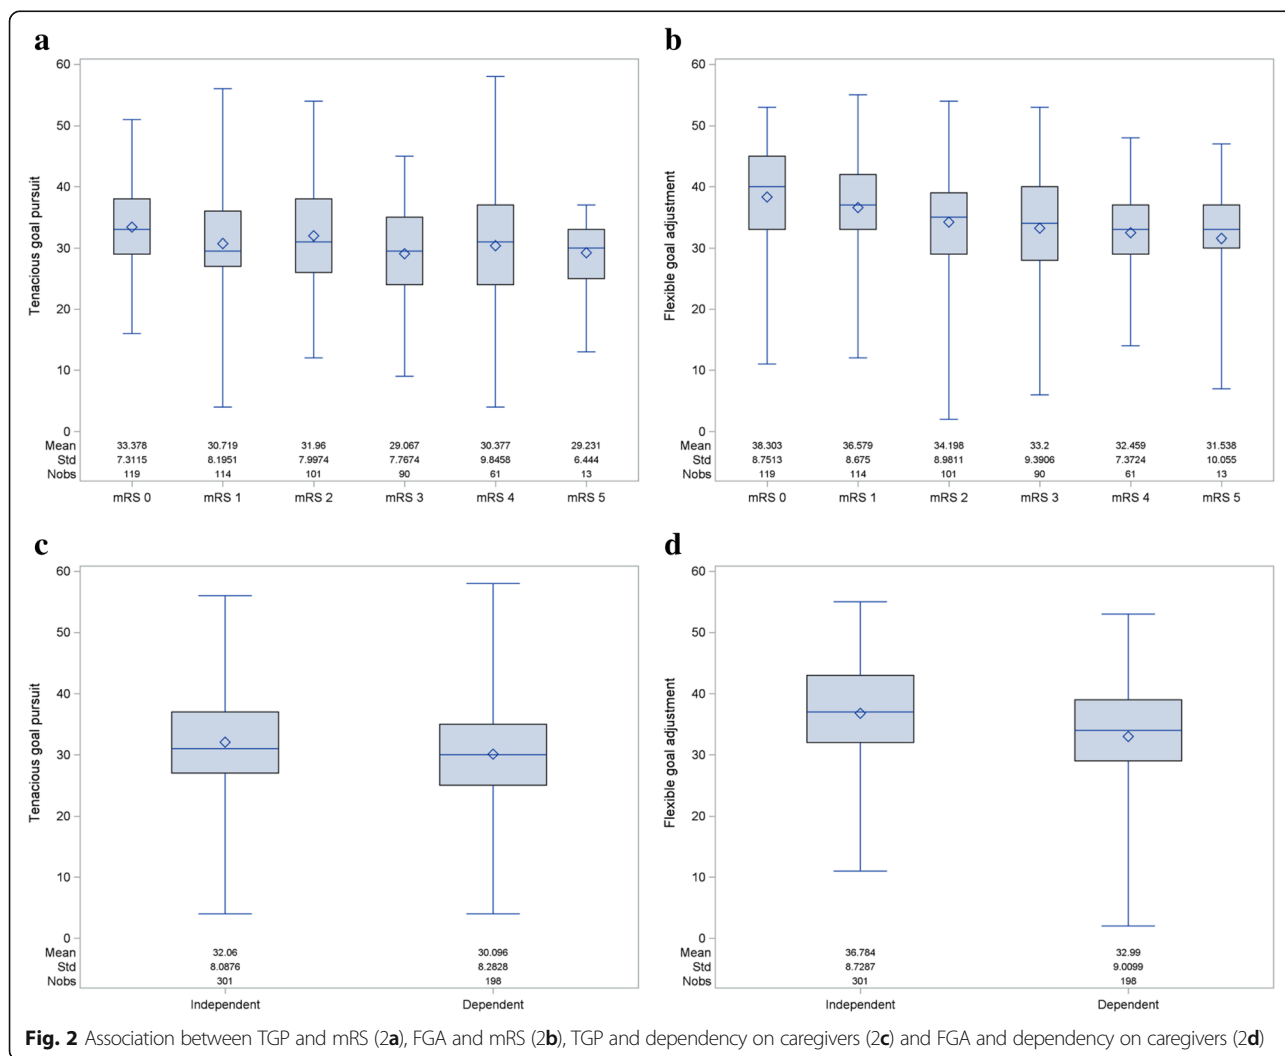 a
60
50
40
30
20
10
0
Tenacious goal pursuit
Mean 33.378 30.719 31.96 29.067 30.377 29.231
Std 7.3115 8.1951 7.9974 7.7674 9.8458 6.444
Nobs 119 114 101 90 61 13
mRS 0 mRS 1 mRS 2 mRS 3 mRS 4 mRS 5
b
60
50
40
30
20
10
0
Flexible goal adjustment
Mean 38.303 36.579 34.198 33.2 32.459 31.538
Std 8.7513 8.675 8.9811 9.3906 7.3724 10.055
Nobs 119 114 101 90 61 13
mRS 0 mRS 1 mRS 2 mRS 3 mRS 4 mRS 5
c
60
50
40
30
20
10
0
Tenacious goal pursuit
Mean 32.06 30.096
Std 8.0876 8.2828
Nobs 301 198
Independent Dependent
d
60
50
40
30
20
10
0
Flexible goal adjustment
Mean 36.784 32.99
Std 8.7287 9.0099
Nobs 301 198
Independent Dependent
Fig. 2 Association between TGP and mRS (2a), FGA and mRS (2b), TGP and dependency on caregivers (2c) and FGA and dependency on caregivers (2d)